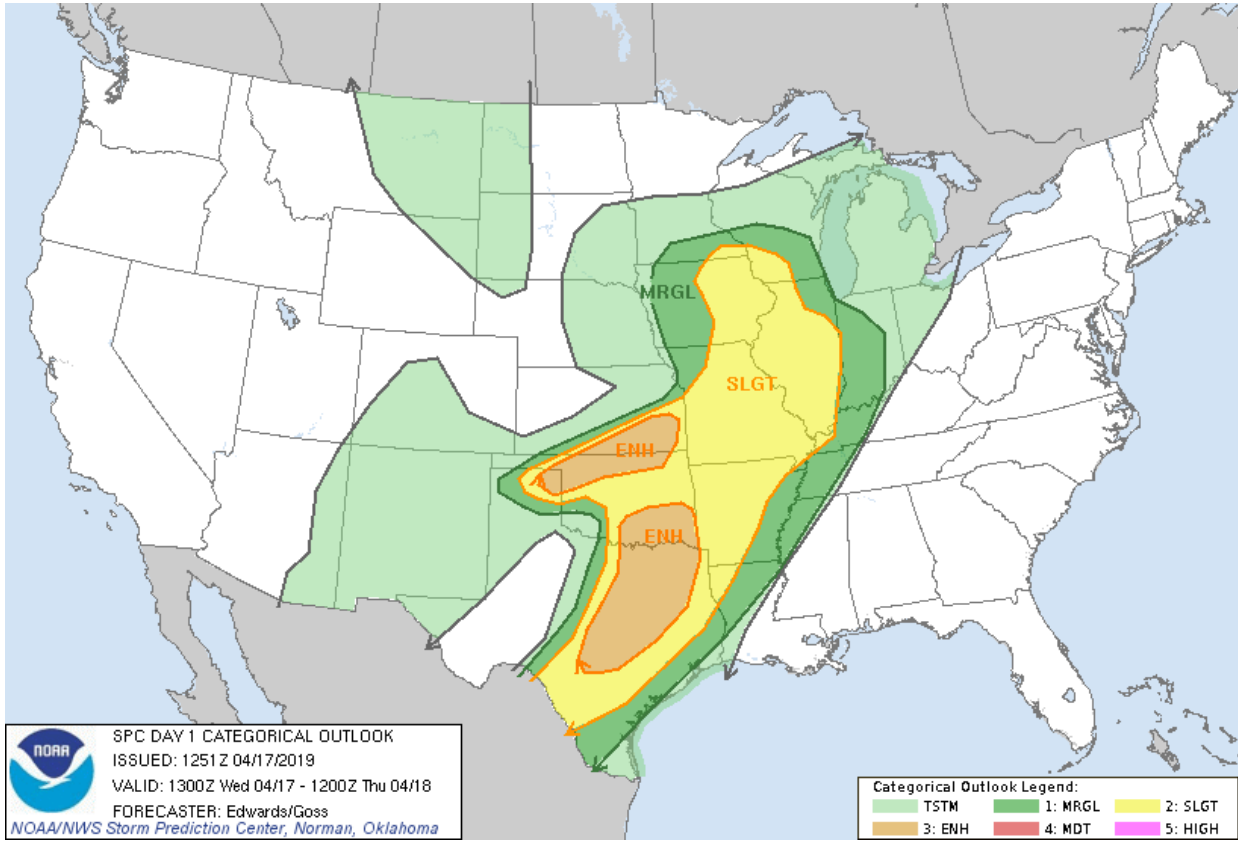 MRGL
SLGT
ENH
ENH
NOAA
SPC DAY 1 CATEGORICAL OUTLOOK
ISSUED: 1251Z 04/17/2019
VALID: 1300Z Wed 04/17 - 1200Z Thu 04/18
FORECASTER: Edwards/Goss
NOAA/NWS Storm Prediction Center, Norman, Oklahoma
Categorical Outlook Legend:
TSTM 1: MRGL 2: SLGT
3: ENH 4: MDT 5: HIGH